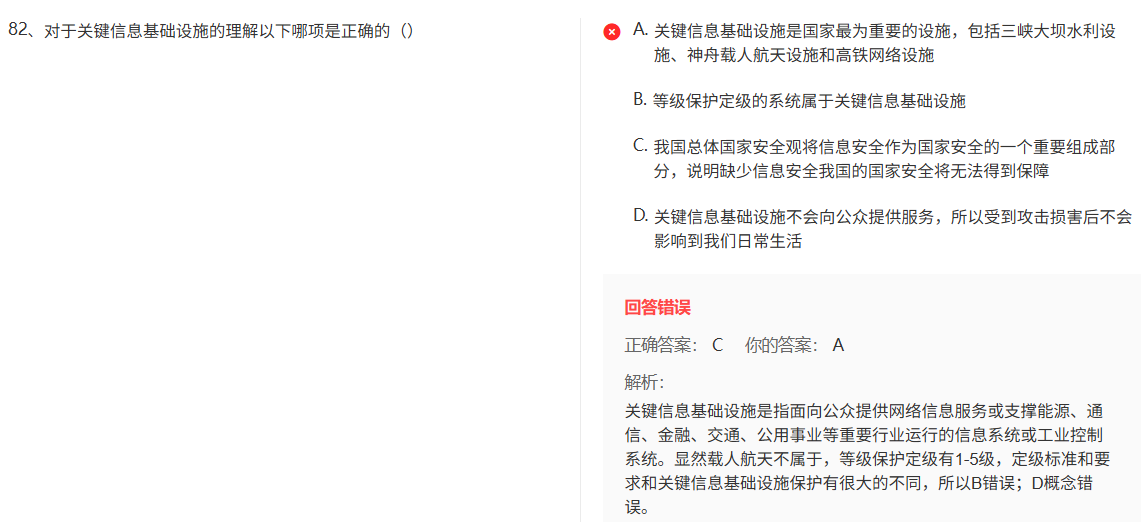 82、对于关键信息基础设施的理解以下哪项是正确的（）
A. 关键信息基础设施是国家最为重要的设施，包括三峡大坝水利设
施、神舟载人航天设施和高铁网络设施
B. 等级保护定级的系统属于关键信息基础设施
C. 我国总体国家安全观将信息安全作为国家安全的一个重要组成部
分，说明缺少信息安全我国的国家安全将无法得到保障
D. 关键信息基础设施不会向公众提供服务，所以受到攻击损害后不会
影响到我们日常生活
回答错误
正确答案： C 你的答案： A
解析：
关键信息基础设施是指面向公众提供网络信息服务或支撑能源、通
信、金融、交通、公用事业等重要行业运行的信息系统或工业控制
系统。显然载人航天不属于，等级保护定级有1-5级，定级标准和要
求和关键信息基础设施保护有很大的不同，所以B错误；D概念错
误。